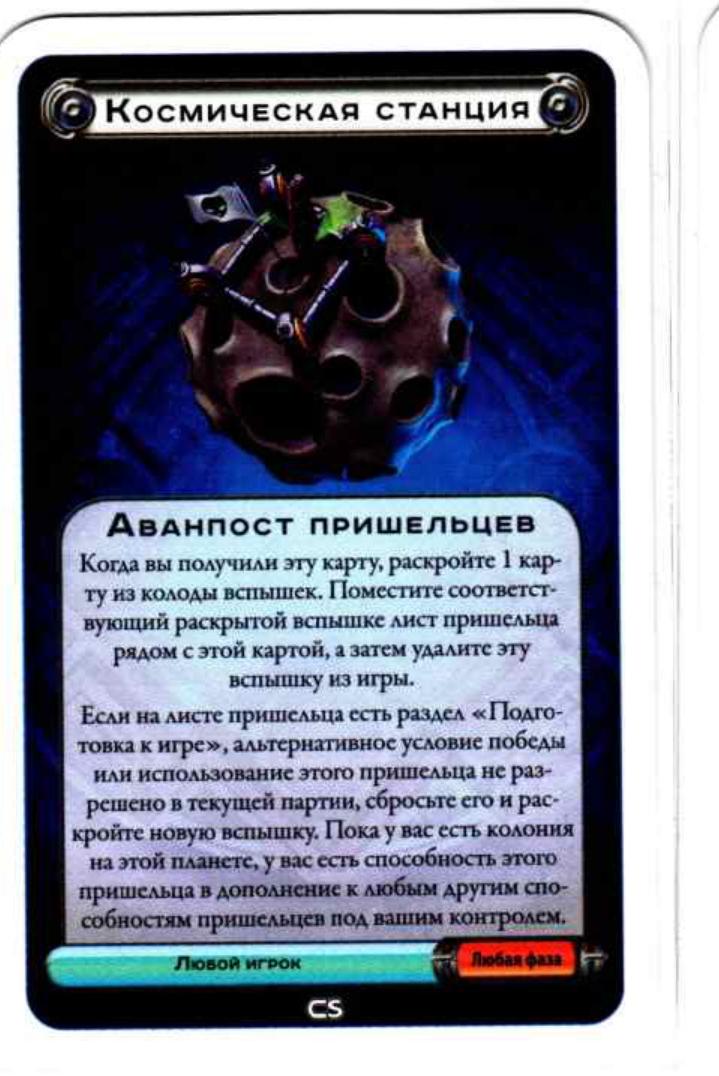 Космическая станция
Аванпост пришельцев
Когда вы получили эту карту, раскройте 1 кар-
ту из колоды вспышек. Поместите соответст-
вующий раскрытой вспышке лист пришельца
рядом с этой картой, а затем удалите эту
вспышку из игры.
Если на листе пришельца есть раздел «Подго-
товка к игре», альтернативное условие победы
или использование этого пришельца не раз-
решено в текущей партии, сбросьте его и рас-
кройте новую вспышку. Пока у вас есть колония
на этой планете, у вас есть способность этого
пришельца в дополнение к любым другим спо-
собностям пришельцев под вашим контролем.
Любой игрок
Любая фаза
CS